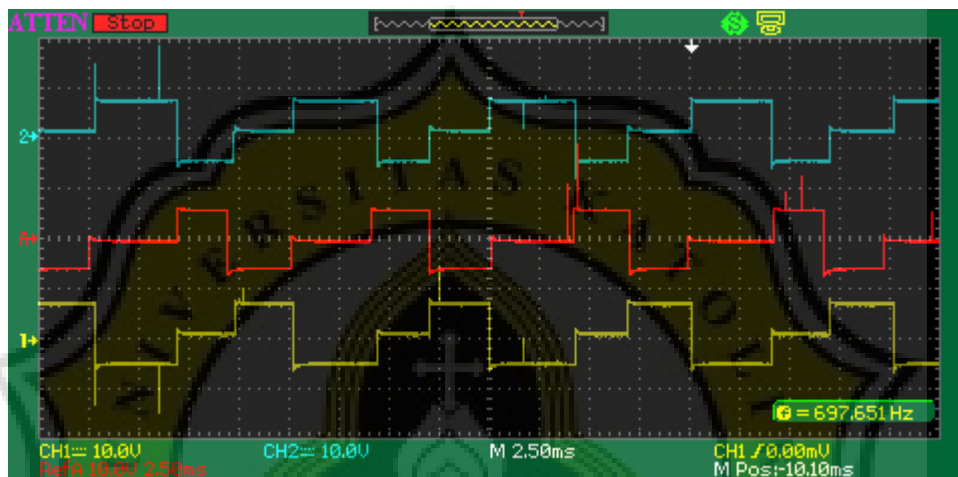 ATTEN Stop
S
2
A
1
f = 697.651 Hz
CH1 10.0V CH2 10.0V M 2.50ms CH1 0.00mV
RefA 10.0V 2.50ms M Pos:-10.10ms